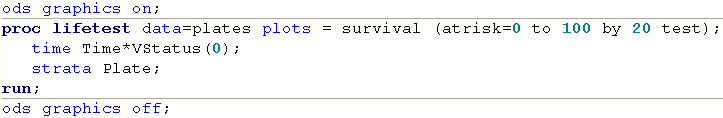 ods graphics on;
proc lifetest data=plates plots = survival (atrisk=0 to 100 by 20 test);
   time Time*VStatus(0);
   strata Plate;
run;
ods graphics off;